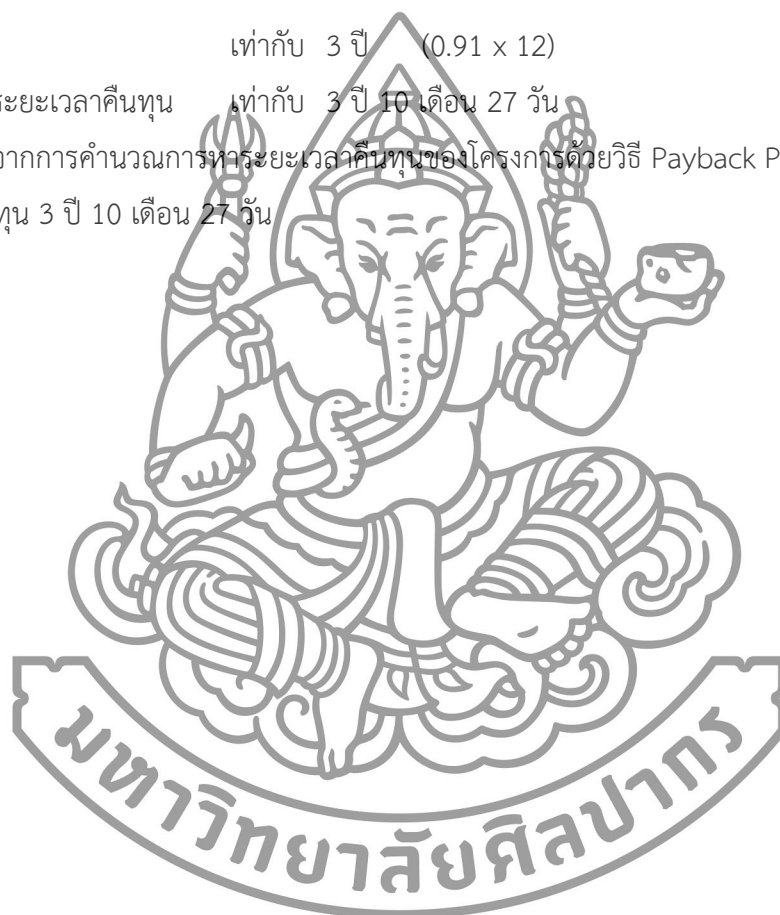 เท่ากับ 3 ปี (0.91 x 12)
ระยะเวลาคืนทุน เท่ากับ 3 ปี 10 เดือน 27 วัน
จากการคำนวณการหาระยะเวลาคืนทุนของโครงการด้วยวิธี Payback P
ทุน 3 ปี 10 เดือน 27 วัน
มหาวิทยาลัยศิลปากร